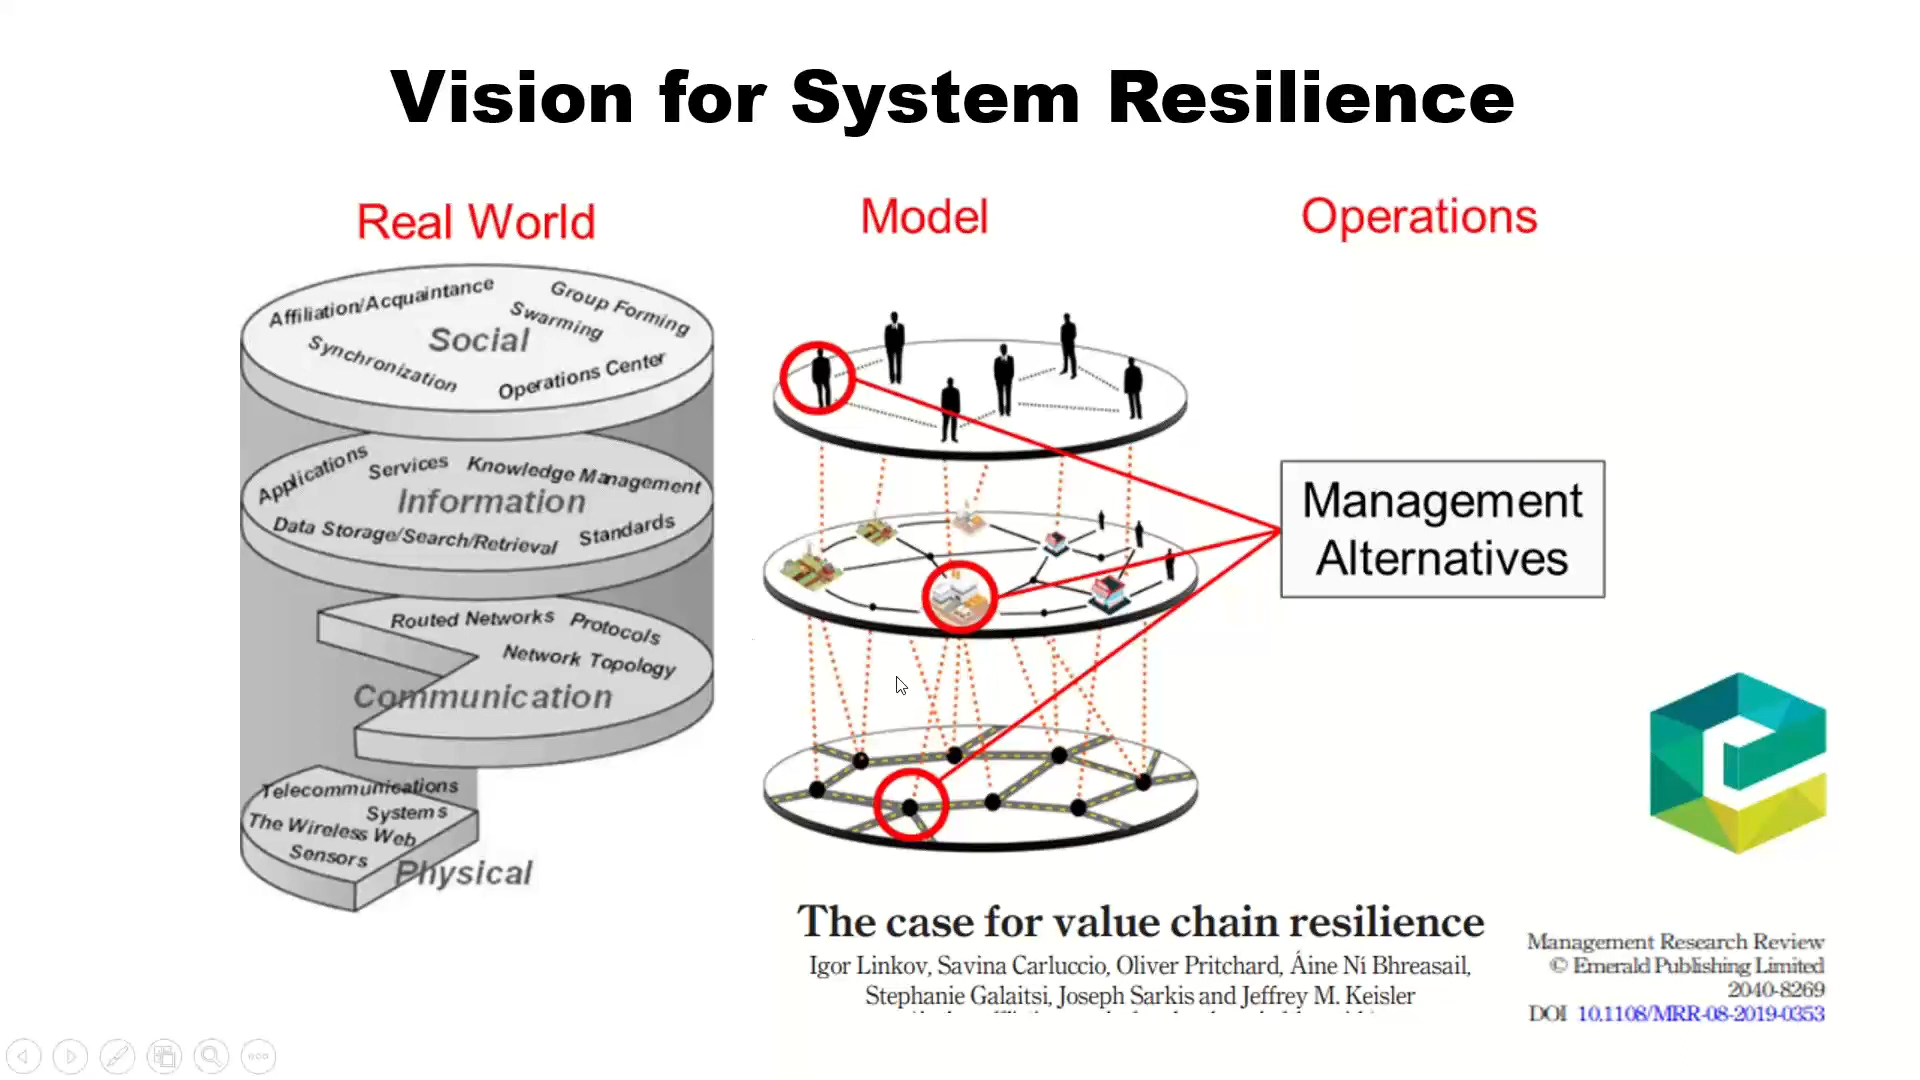 Vision for System Resilience
Real World
Model
Operations
Affiliation/Acquaintance
Group Forming
Swarming
Social
Synchronization
Operations Center
Applications
Services
Knowledge Management
Information
Data Storage/Search/Retrieval
Standards
Routed Networks
Protocols
Network Topology
Communication
Telecommunications
Systems
The Wireless Web
Sensors
Physical
Management
Alternatives
The case for value chain resilience
Igor Linkov, Savina Carluccio, Oliver Pritchard, Áine Ní Bhreasail,
Stephanie Galaitsi, Joseph Sarkis and Jeffrey M. Keisler
Management Research Review
© Emerald Publishing Limited
2040-8269
DOI 10.1108/MRR-08-2019-0353